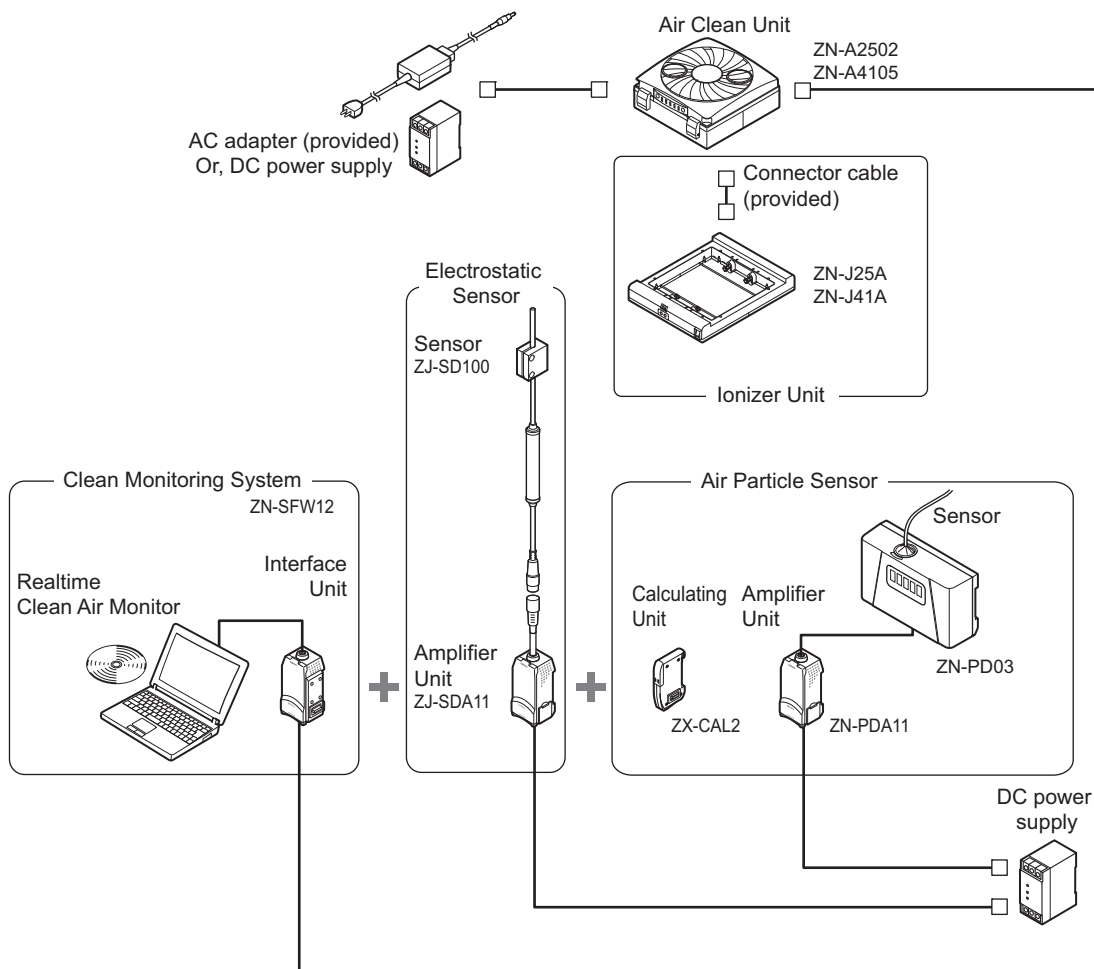 Air Clean Unit
ZN-A2502
ZN-A4105
AC adapter (provided)
Or, DC power supply
Connector cable
(provided)
ZN-J25A
ZN-J41A
Ionizer Unit
Electrostatic
Sensor
Sensor
ZJ-SD100
Amplifier
Unit
ZJ-SDA11
Clean Monitoring System
ZN-SFW12
Interface
Unit
Realtime
Clean Air Monitor
Air Particle Sensor
Sensor
Calculating
Unit
Amplifier
Unit
ZN-PD03
ZX-CAL2
ZN-PDA11
DC power
supply